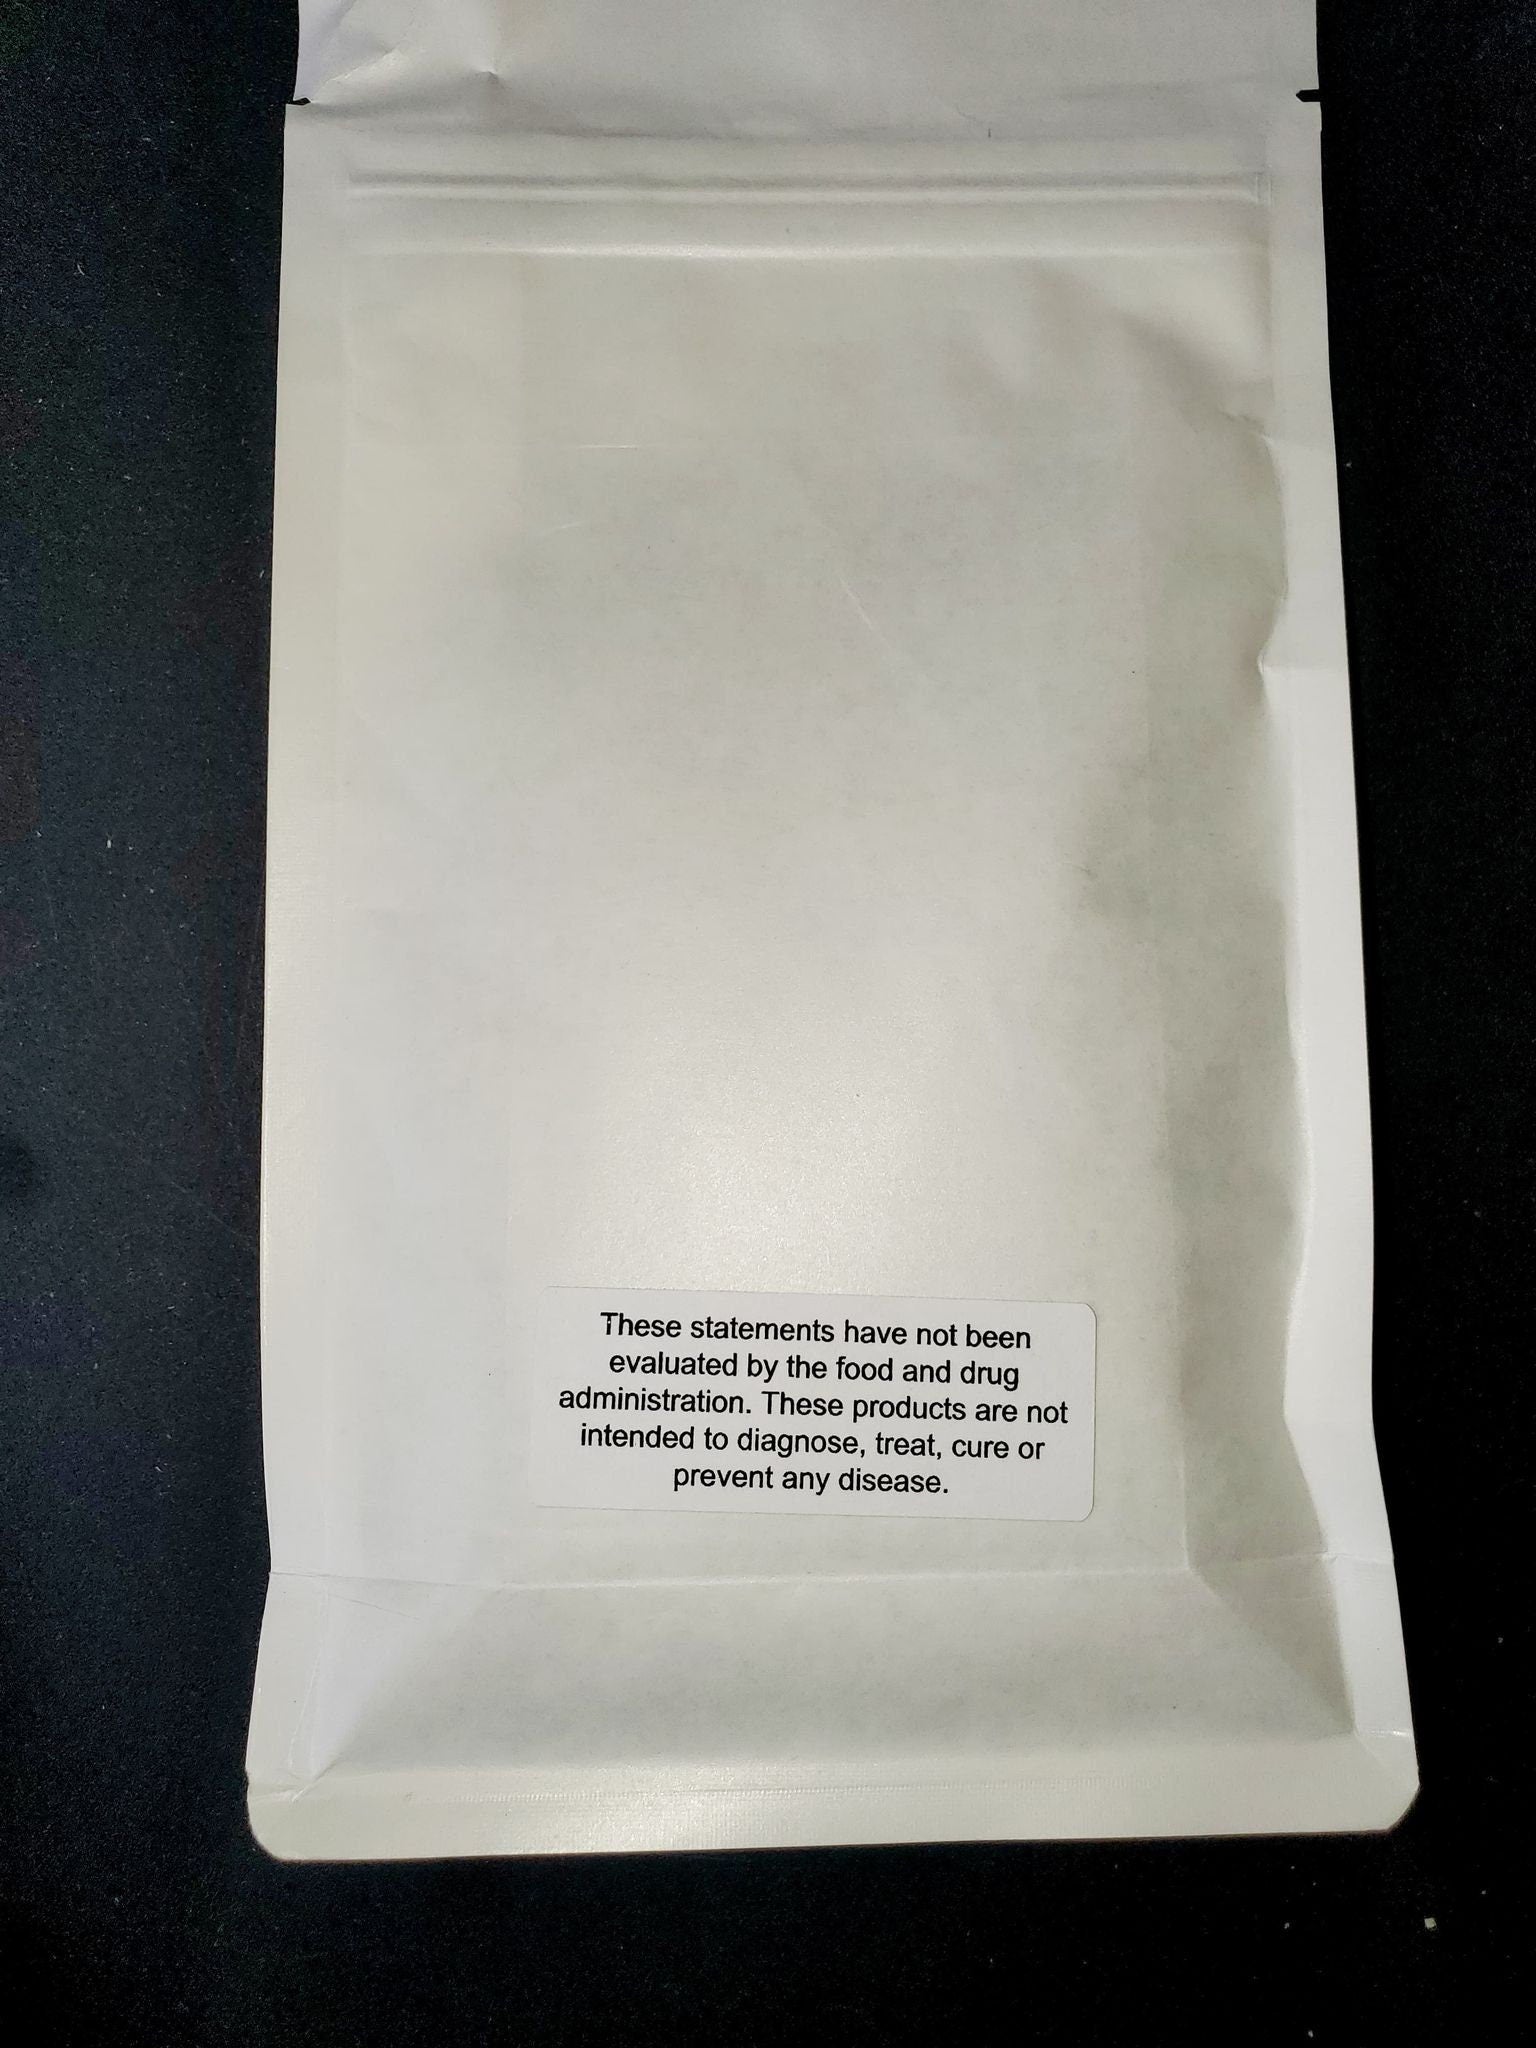 These statements have not been
evaluated by the food and drug
administration. These products are not
intended to diagnose, treat, cure or
prevent any disease.